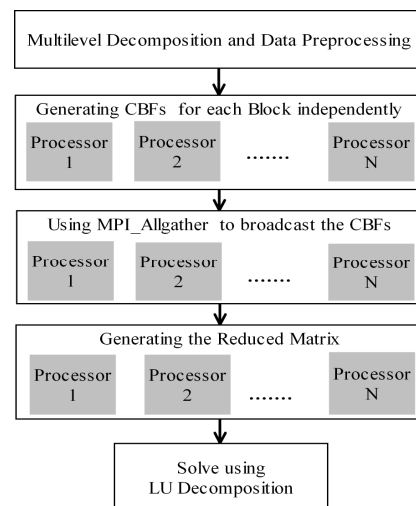 Multilevel Decomposition and Data Preprocessing
Generating CBFs for each Block independently
Processor 1 Processor 2 ....... Processor N
Using MPI_Allgather to broadcast the CBFs
Processor 1 Processor 2 ....... Processor N
Generating the Reduced Matrix
Processor 1 Processor 2 ....... Processor N
Solve using
LU Decomposition